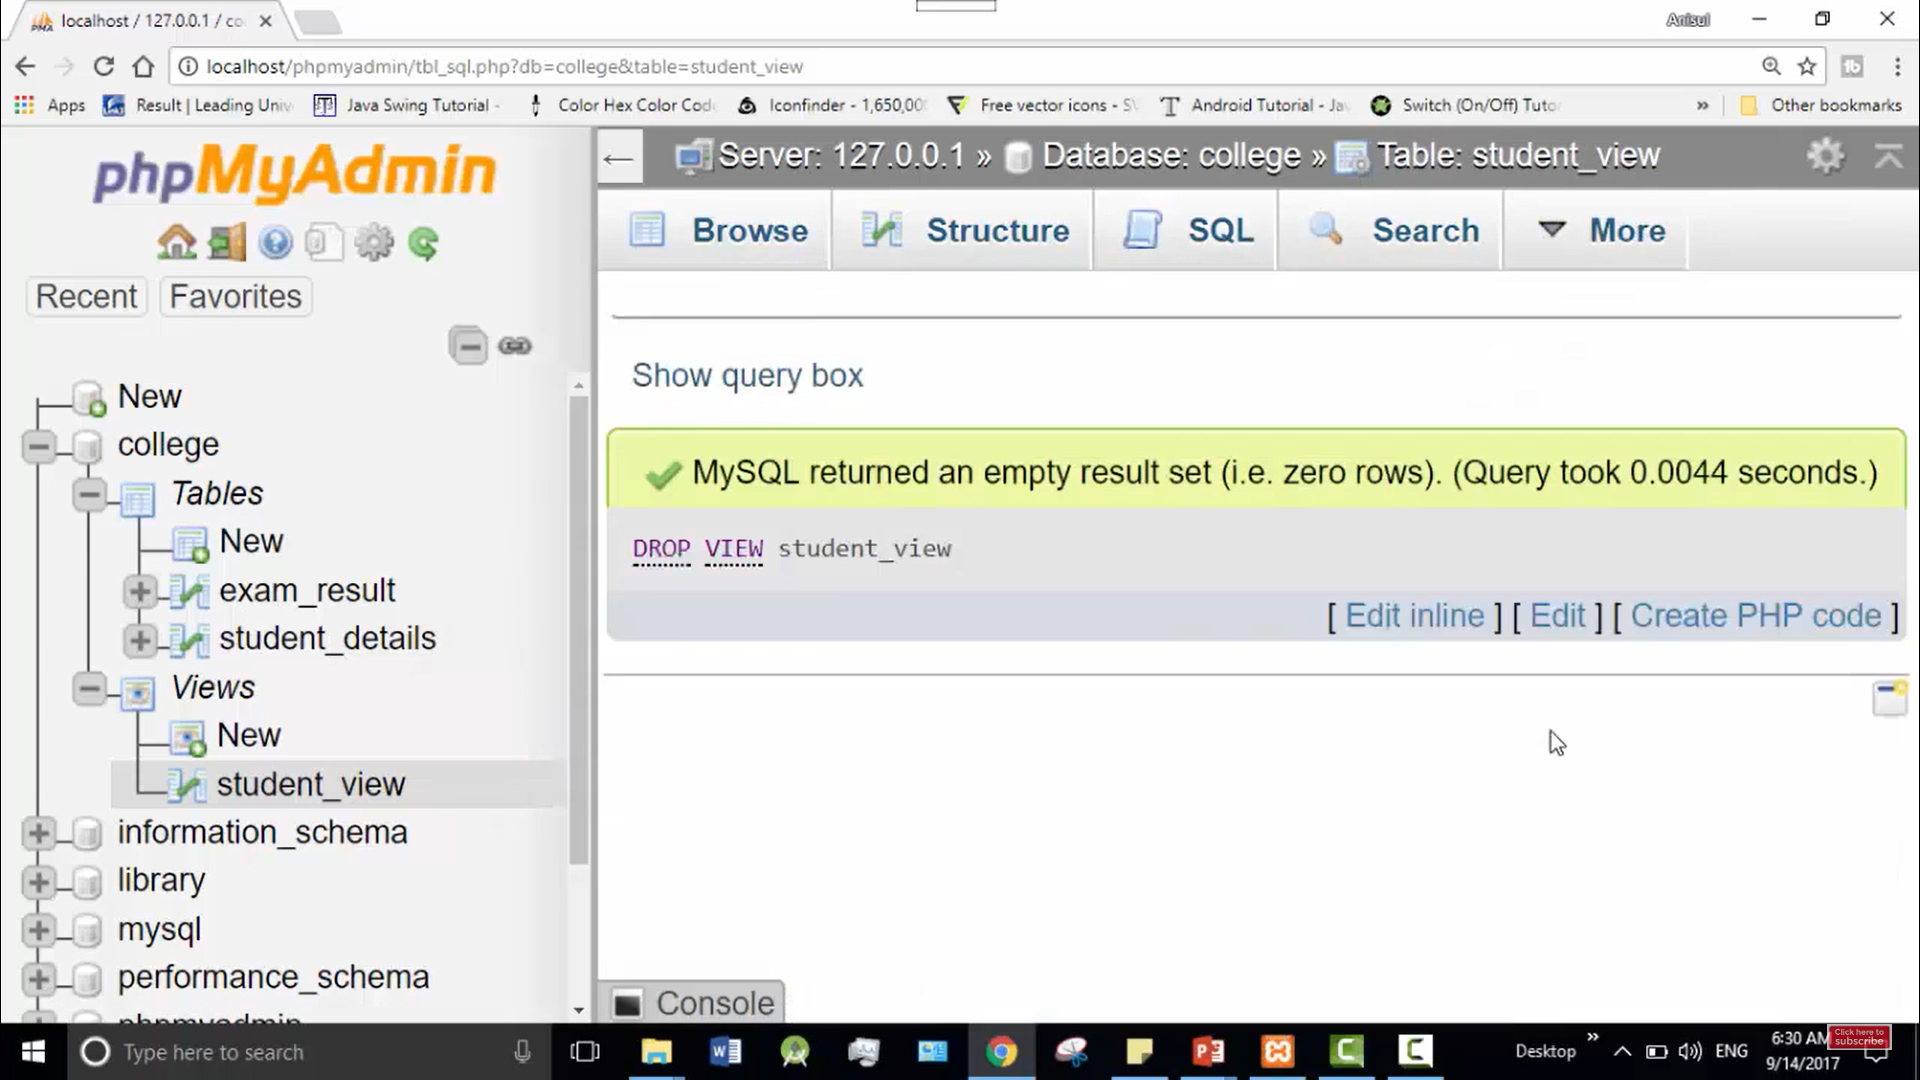 localhost / 127.0.0.1 / co
Anisul
localhost/phpmyadmin/tbl_sql.php?db=college&table=student_view
Apps
Result | Leading Univ
Java Swing Tutorial -
Color Hex Color Cod
Iconfinder - 1,650,00
Free vector icons - SV
Android Tutorial - Ja
Switch (On/Off) Tuto
»
Other bookmarks
phpMyAdmin
Recent
Favorites
New
college
Tables
New
exam_result
student_details
Views
New
student_view
information_schema
library
mysql
performance_schema
phpmyadmin
Server: 127.0.0.1 » Database: college » Table: student_view
Browse
Structure
SQL
Search
More
Show query box
MySQL returned an empty result set (i.e. zero rows). (Query took 0.0044 seconds.)
DROP VIEW student_view
[ Edit inline ] [ Edit ] [ Create PHP code ]
Console
Type here to search
Desktop
»
ENG
6:30 AM
9/14/2017
Click here to
subscribe